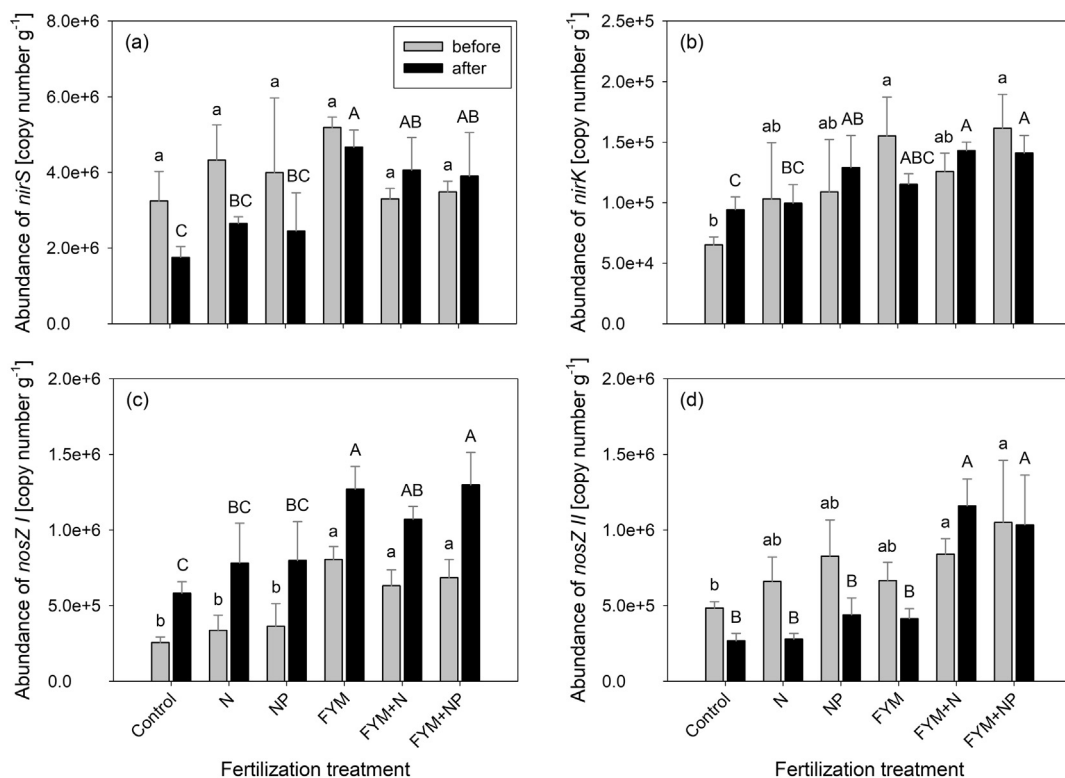 (a)
before
after
Abundance of nirS [copy number g⁻¹]
8.0e+6
6.0e+6
4.0e+6
2.0e+6
0.0
a
C
a
BC
a
BC
a
A
a
AB
a
AB
(b)
Abundance of nirK [copy number g⁻¹]
2.5e+5
2.0e+5
1.5e+5
1.0e+5
5.0e+4
0.0
b
C
ab
BC
ab
AB
a
ABC
ab
A
a
A
(c)
Abundance of nosZ I [copy number g⁻¹]
2.0e+6
1.5e+6
1.0e+6
5.0e+5
0.0
b
C
b
BC
b
BC
a
A
a
AB
a
A
Control
N
NP
FYM
FYM+N
FYM+NP
Fertilization treatment
(d)
Abundance of nosZ II [copy number g⁻¹]
2.0e+6
1.5e+6
1.0e+6
5.0e+5
0.0
b
B
ab
B
ab
B
ab
B
a
A
a
A
Control
N
NP
FYM
FYM+N
FYM+NP
Fertilization treatment